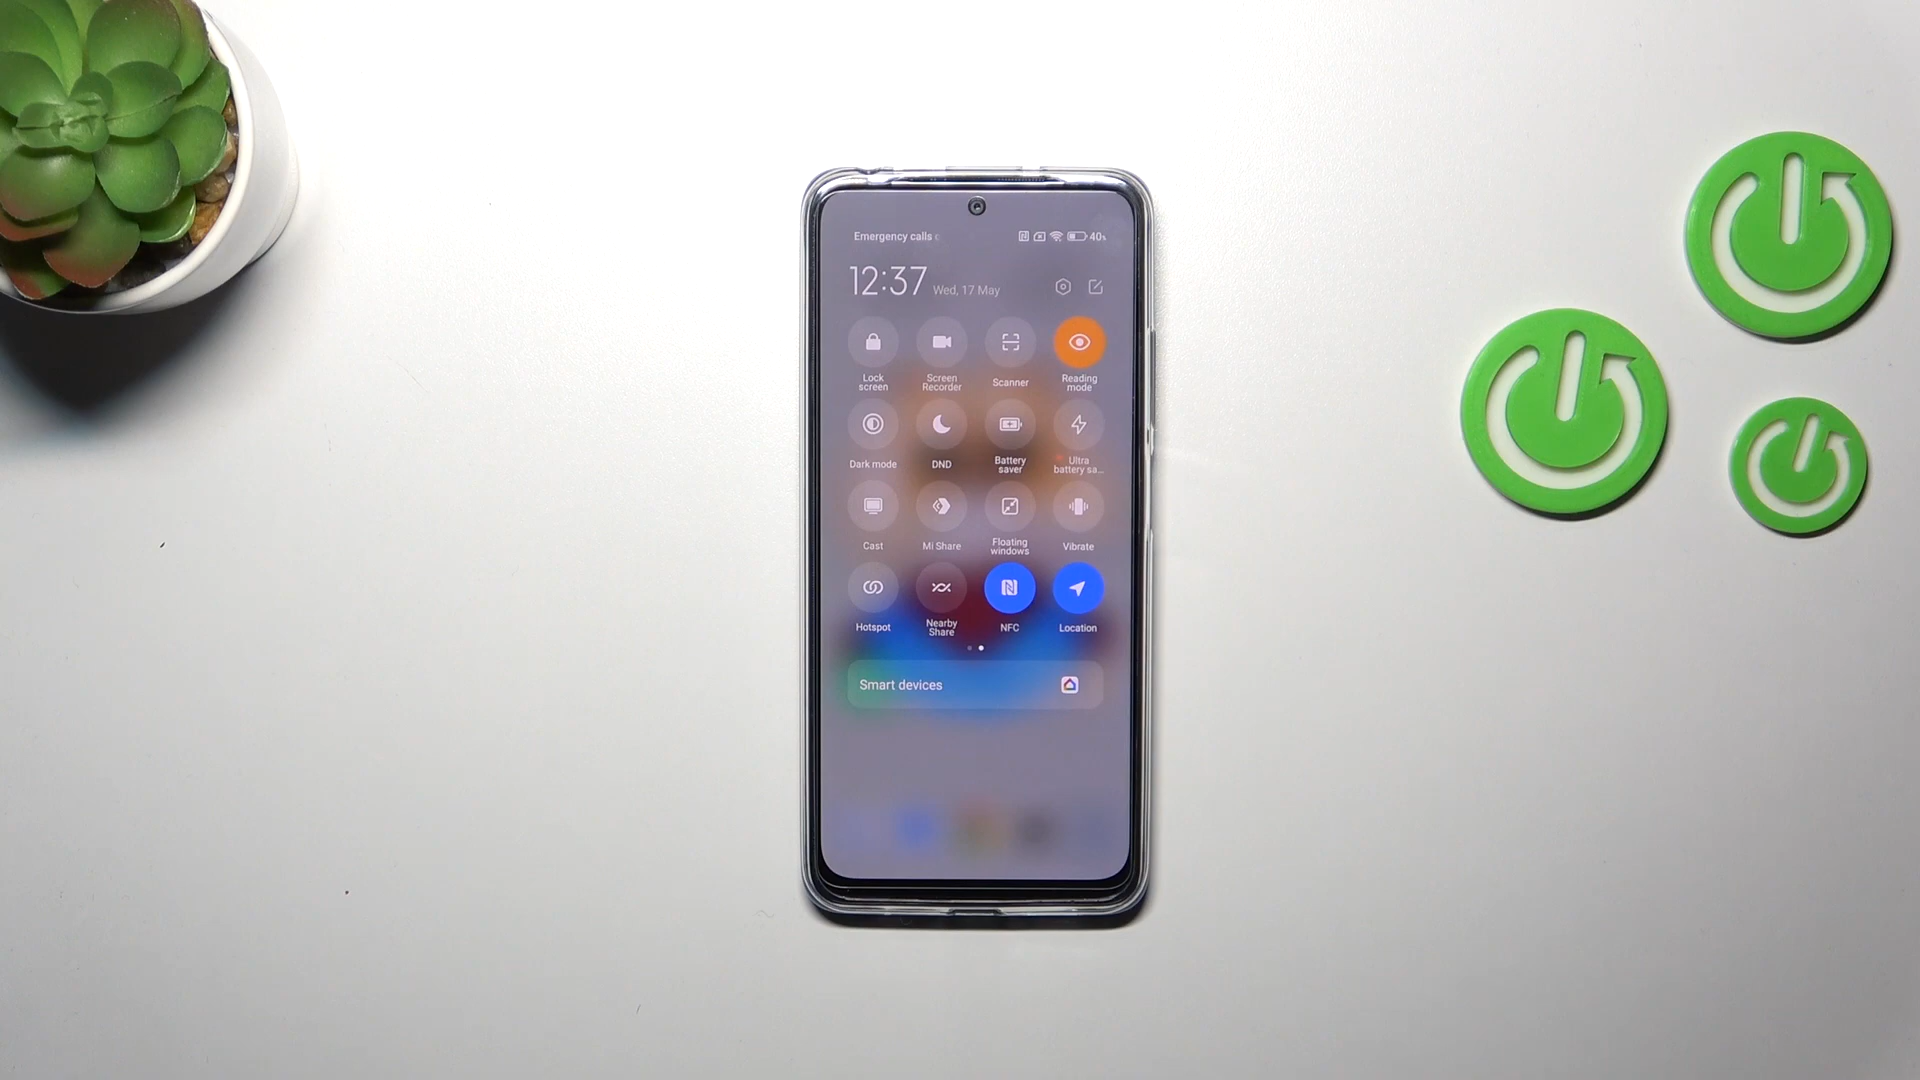 Emergency calls
40%
12:37 Wed, 17 May
Lock screen
Screen Recorder
Scanner
Reading mode
Dark mode
DND
Battery saver
Ultra battery sa...
Cast
Mi Share
Floating windows
Vibrate
Hotspot
Nearby Share
NFC
Location
Smart devices